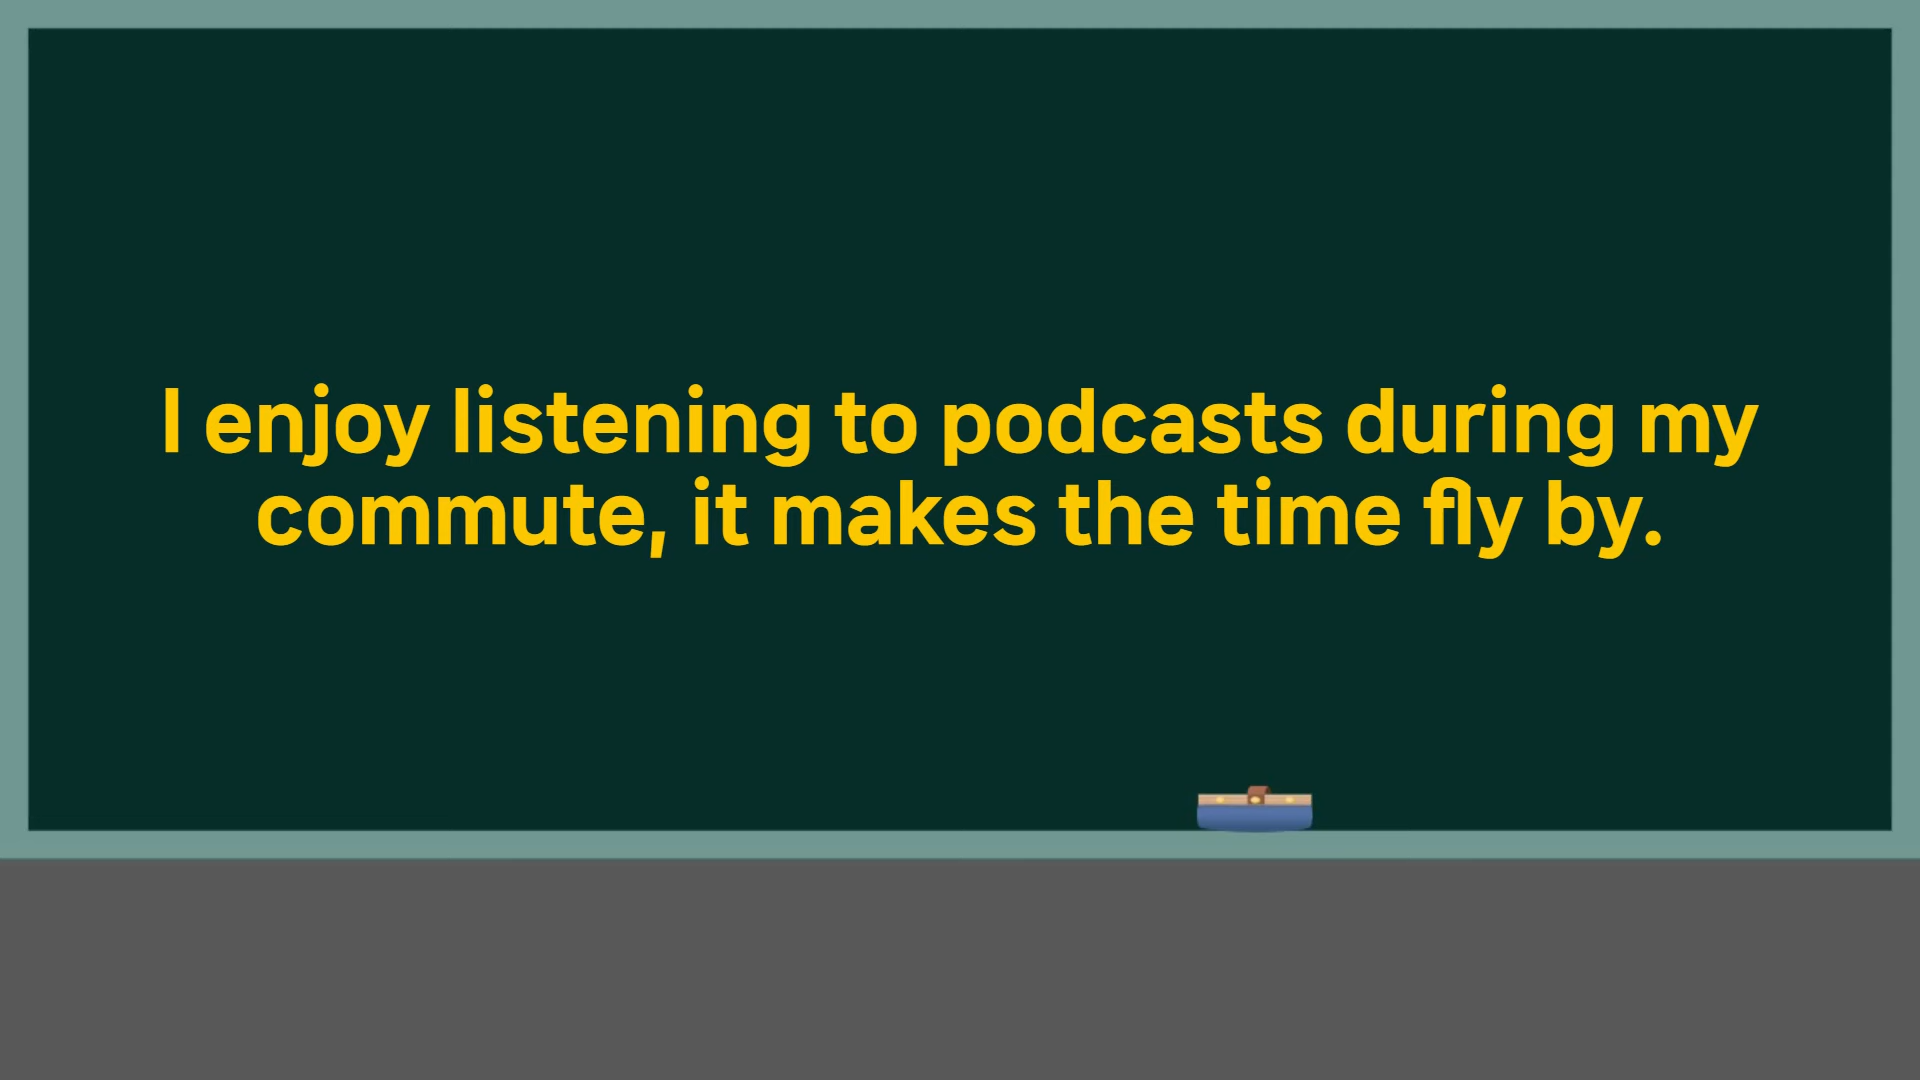 I enjoy listening to podcasts during my
commute, it makes the time fly by.